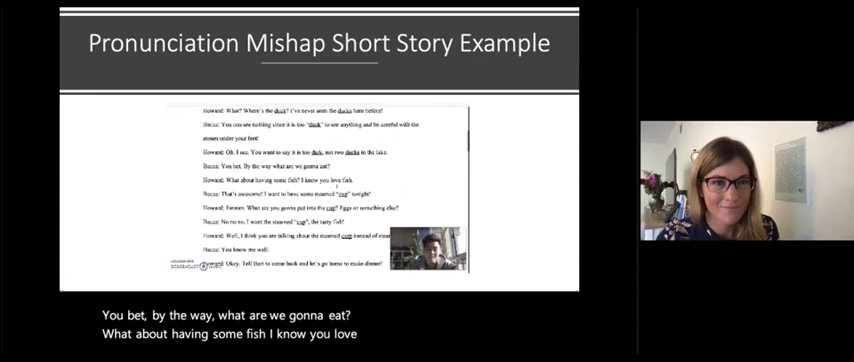 Pronunciation Mishap Short Story Example
Howard: What? Where's the duck? I've never seen the ducks here before!
Becca: You can see nothing since it is too "duck" to see anything and be careful with the
stones under your feet!
Howard: Oh. I see. You want to say it is too dark, not two ducks in the lake.
Becca: You bet. By the way what are we gonna eat?
Howard: What about having some fish? I know you love fish.
Becca: That's awesome! I want to have some steamed "cup" tonight!
Howard: Emmm. What are you gonna put into the cup? Eggs or something else?
Becca: No no no. I want the steamed "cup", the tasty fish!
Howard: Well, I think you are talking about the steamed carp instead of
Becca: You know me well.
Howard: Okay. Tell Bert to come back and let's go home to make dinner!
You bet, by the way, what are we gonna eat?
What about having some fish I know you love